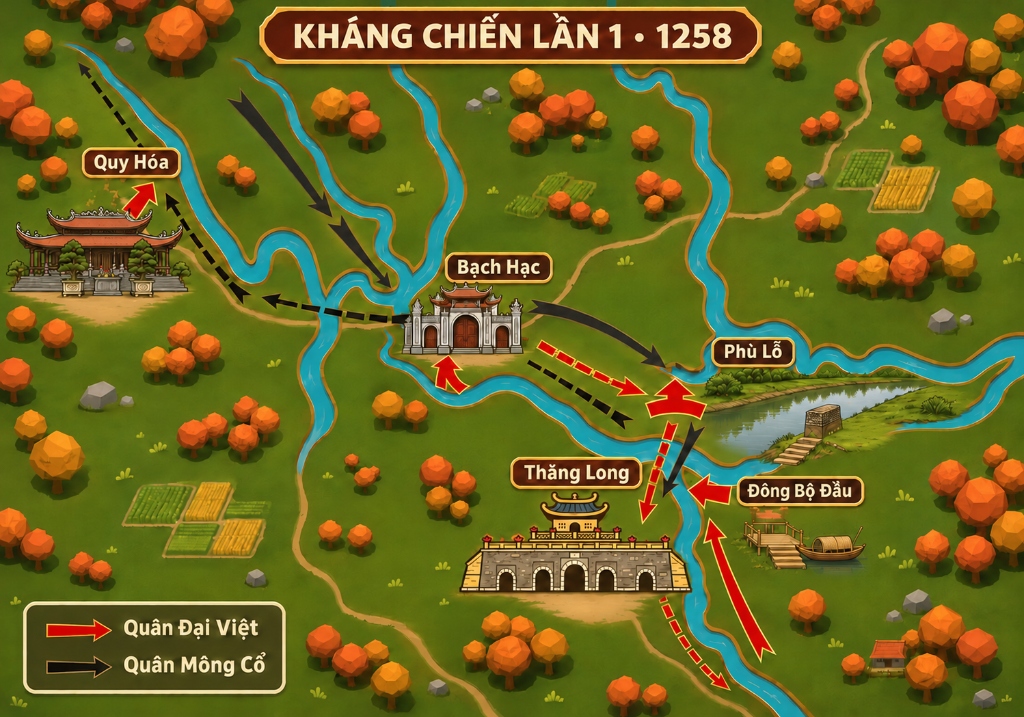 KHÁNG CHIẾN LẦN 1 • 1258
Quy Hóa
Bạch Hạc
Phù Lỗ
Thăng Long
Đông Bộ Đầu
Quân Đại Việt
Quân Mông Cổ